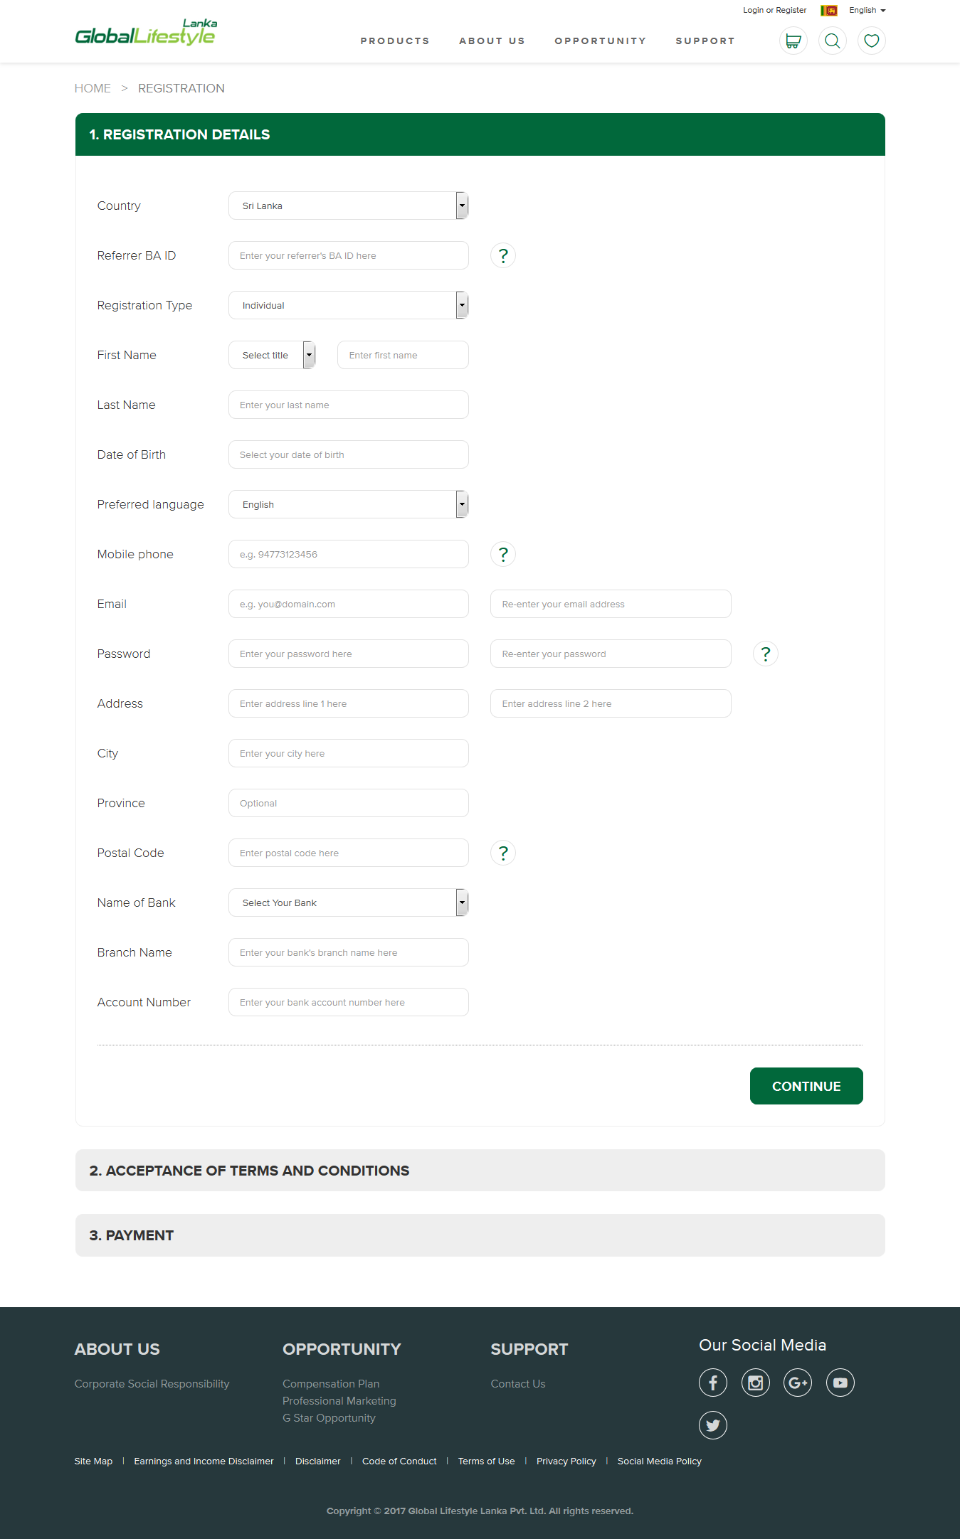 Login or Register English
Lanka
GlobalLifestyle
PRODUCTS ABOUT US OPPORTUNITY SUPPORT
HOME > REGISTRATION
1. REGISTRATION DETAILS
Country Sri Lanka
Referrer BA ID Enter your referrer's BA ID here ?
Registration Type Individual
First Name Select title Enter first name
Last Name Enter your last name
Date of Birth Select your date of birth
Preferred language English
Mobile phone e.g. 94773123456 ?
Email e.g. you@domain.com Re-enter your email address
Password Enter your password here Re-enter your password ?
Address Enter address line 1 here Enter address line 2 here
City Enter your city here
Province Optional
Postal Code Enter postal code here ?
Name of Bank Select Your Bank
Branch Name Enter your bank's branch name here
Account Number Enter your bank account number here
CONTINUE
2. ACCEPTANCE OF TERMS AND CONDITIONS
3. PAYMENT
ABOUT US
Corporate Social Responsibility
OPPORTUNITY
Compensation Plan
Professional Marketing
G Star Opportunity
SUPPORT
Contact Us
Our Social Media
Site Map | Earnings and Income Disclaimer | Disclaimer | Code of Conduct | Terms of Use | Privacy Policy | Social Media Policy
Copyright © 2017 Global Lifestyle Lanka Pvt. Ltd. All rights reserved.